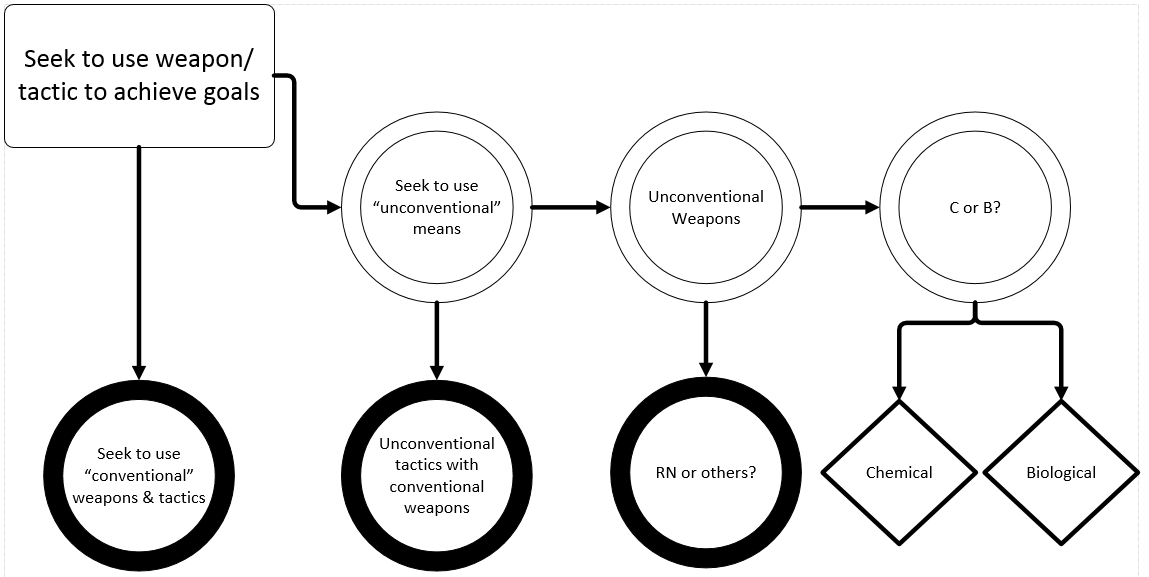 Seek to use weapon/
tactic to achieve goals
Seek to use
“unconventional”
means
Unconventional
Weapons
C or B?
Seek to use
“conventional”
weapons & tactics
Unconventional
tactics with
conventional
weapons
RN or others?
Chemical
Biological